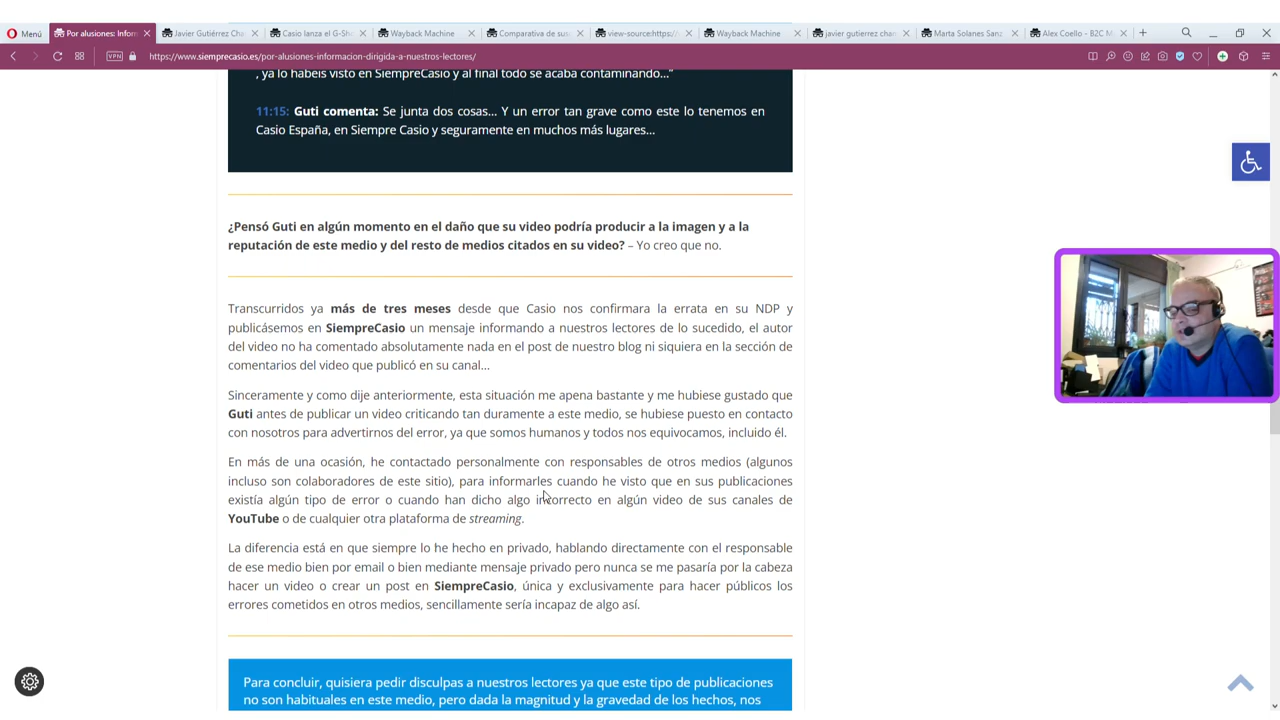 Menú
Por alusiones: Inform
Javier Gutiérrez Cha
Casio lanza el G-Sho
Wayback Machine
Comparativa de sus
view-source:https:/
Wayback Machine
javier gutierrez chan
Marta Solanes Sanz
Alex Coello - B2C M
VPN
https://www.siemprecasio.es/por-alusiones-informacion-dirigida-a-nuestros-lectores/
, ya lo habéis visto en SiempreCasio y al final todo se acaba contaminando..."
11:15: Guti comenta: Se junta dos cosas... Y un error tan grave como este lo tenemos en
Casio España, en Siempre Casio y seguramente en muchos más lugares...
¿Pensó Guti en algún momento en el daño que su video podría producir a la imagen y a la
reputación de este medio y del resto de medios citados en su video? – Yo creo que no.
Transcurridos ya más de tres meses desde que Casio nos confirmara la errata en su NDP y
publicásemos en SiempreCasio un mensaje informando a nuestros lectores de lo sucedido, el autor
del video no ha comentado absolutamente nada en el post de nuestro blog ni siquiera en la sección de
comentarios del video que publicó en su canal...
Sinceramente y como dije anteriormente, esta situación me apena bastante y me hubiese gustado que
Guti antes de publicar un video criticando tan duramente a este medio, se hubiese puesto en contacto
con nosotros para advertirnos del error, ya que somos humanos y todos nos equivocamos, incluido él.
En más de una ocasión, he contactado personalmente con responsables de otros medios (algunos
incluso son colaboradores de este sitio), para informarles cuando he visto que en sus publicaciones
existía algún tipo de error o cuando han dicho algo incorrecto en algún video de sus canales de
YouTube o de cualquier otra plataforma de streaming.
La diferencia está en que siempre lo he hecho en privado, hablando directamente con el responsable
de ese medio bien por email o bien mediante mensaje privado pero nunca se me pasaría por la cabeza
hacer un video o crear un post en SiempreCasio, única y exclusivamente para hacer públicos los
errores cometidos en otros medios, sencillamente sería incapaz de algo así.
Para concluir, quisiera pedir disculpas a nuestros lectores ya que este tipo de publicaciones
no son habituales en este medio, pero dada la magnitud y la gravedad de los hechos, nos